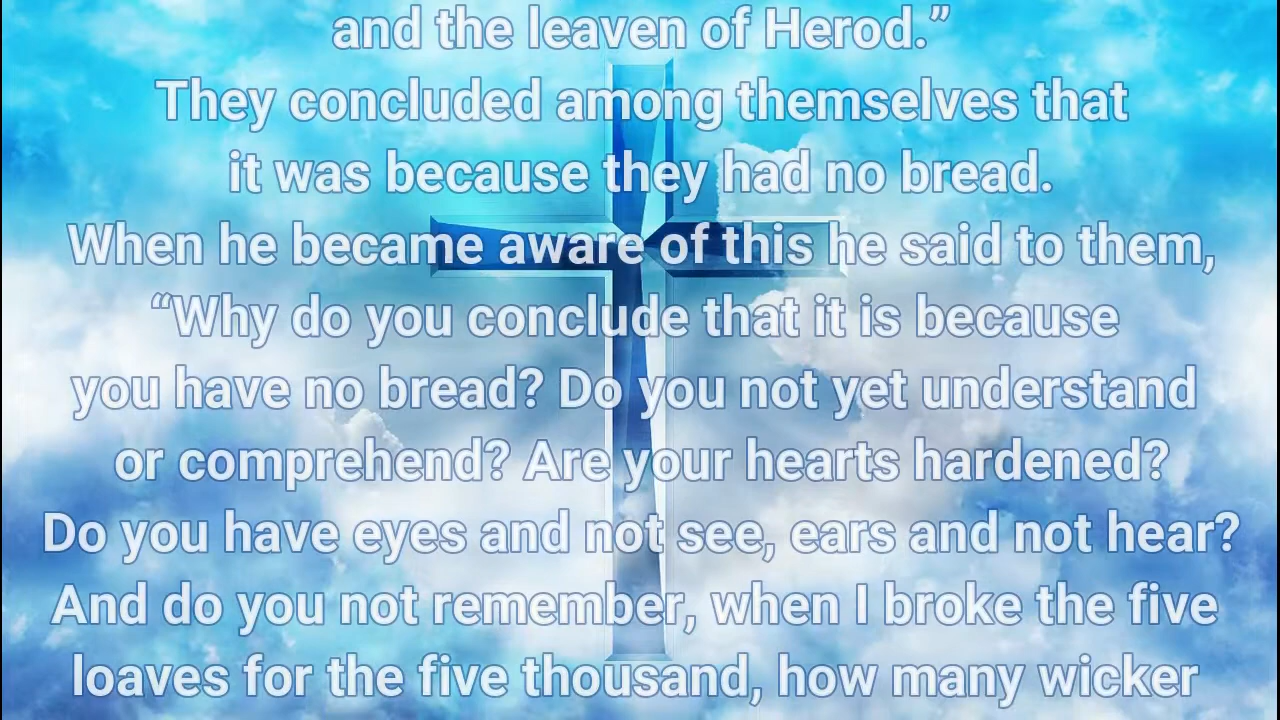 and the leaven of Herod.”
They concluded among themselves that
it was because they had no bread.
When he became aware of this he said to them,
“Why do you conclude that it is because
you have no bread? Do you not yet understand
or comprehend? Are your hearts hardened?
Do you have eyes and not see, ears and not hear?
And do you not remember, when I broke the five
loaves for the five thousand, how many wicker